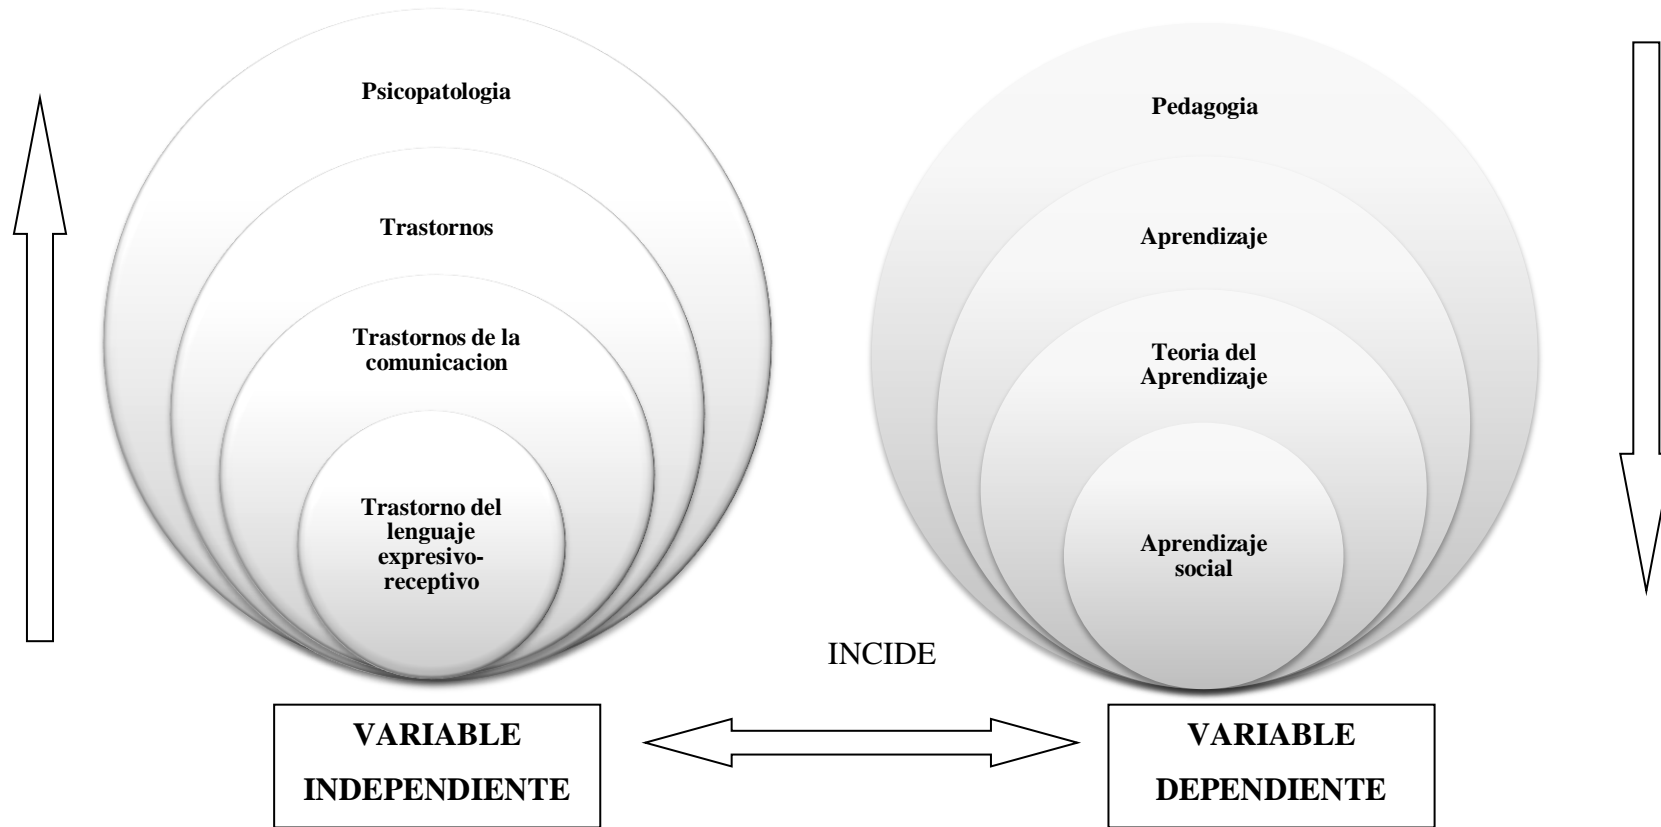 Psicopatologia
Trastornos
Trastornos de la
comunicacion
Trastorno del
lenguaje
expresivo-
receptivo
Pedagogia
Aprendizaje
Teoria del
Aprendizaje
Aprendizaje
social
INCIDE
VARIABLE
INDEPENDIENTE
VARIABLE
DEPENDIENTE